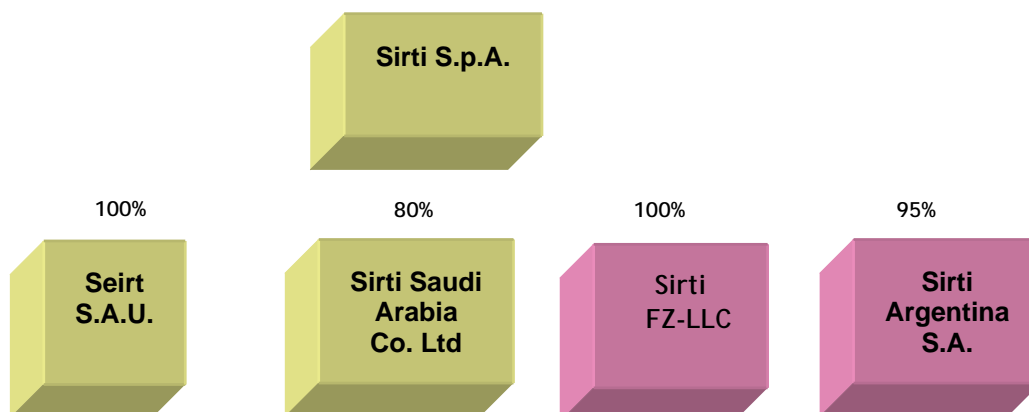 Sirti S.p.A.
100%
80%
100%
95%
Seirt
S.A.U.
Sirti Saudi
Arabia
Co. Ltd
Sirti
FZ-LLC
Sirti
Argentina
S.A.